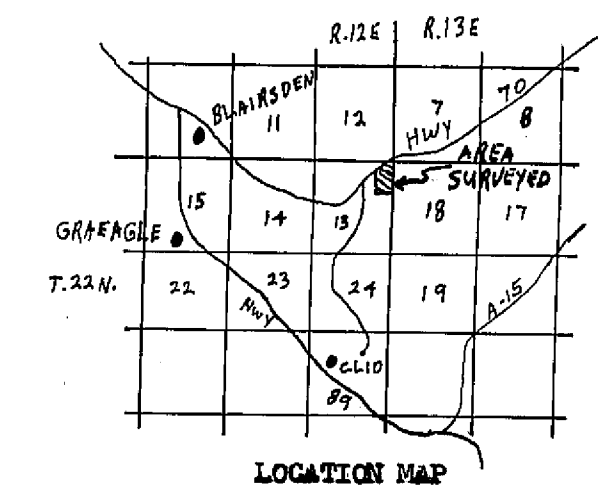 R.12E R.13E
BLAIRSDEN
11 12 7 HWY 70 8
AREA
SURVEYED
15 14 13 18 17
GRAEAGLE
T.22N. 22 23 24 19 A-15
HWY
CLIO
89
LOCATION MAP